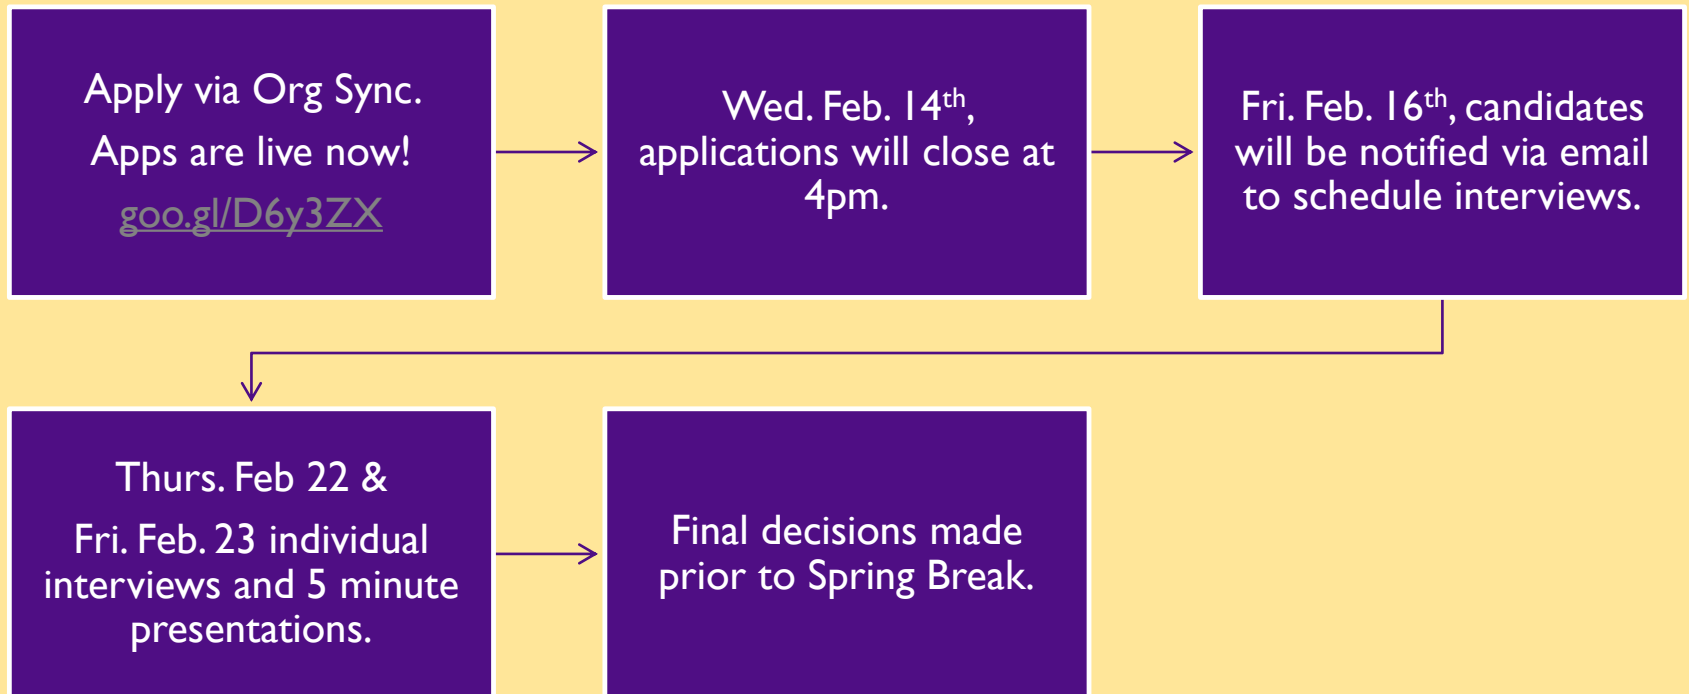 Apply via Org Sync.
Apps are live now!
goo.gl/D6y3ZX
Wed. Feb. 14th,
applications will close at
4pm.
Fri. Feb. 16th, candidates
will be notified via email
to schedule interviews.
Thurs. Feb 22 &
Fri. Feb. 23 individual
interviews and 5 minute
presentations.
Final decisions made
prior to Spring Break.